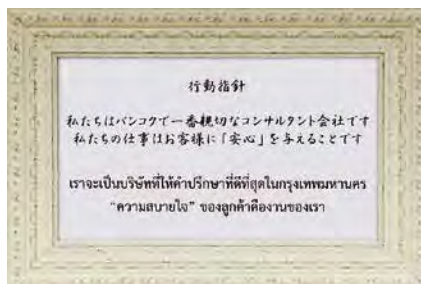 行動指針
私たちはバンコクで一番親切なコンサルタント会社です
私たちの仕事はお客様に「安心」を与えることです
เราจะเป็นบริษัทที่ให้คำปรึกษาที่ดีที่สุดในกรุงเทพมหานคร
“ความสบายใจ” ของลูกค้าคืองานของเรา